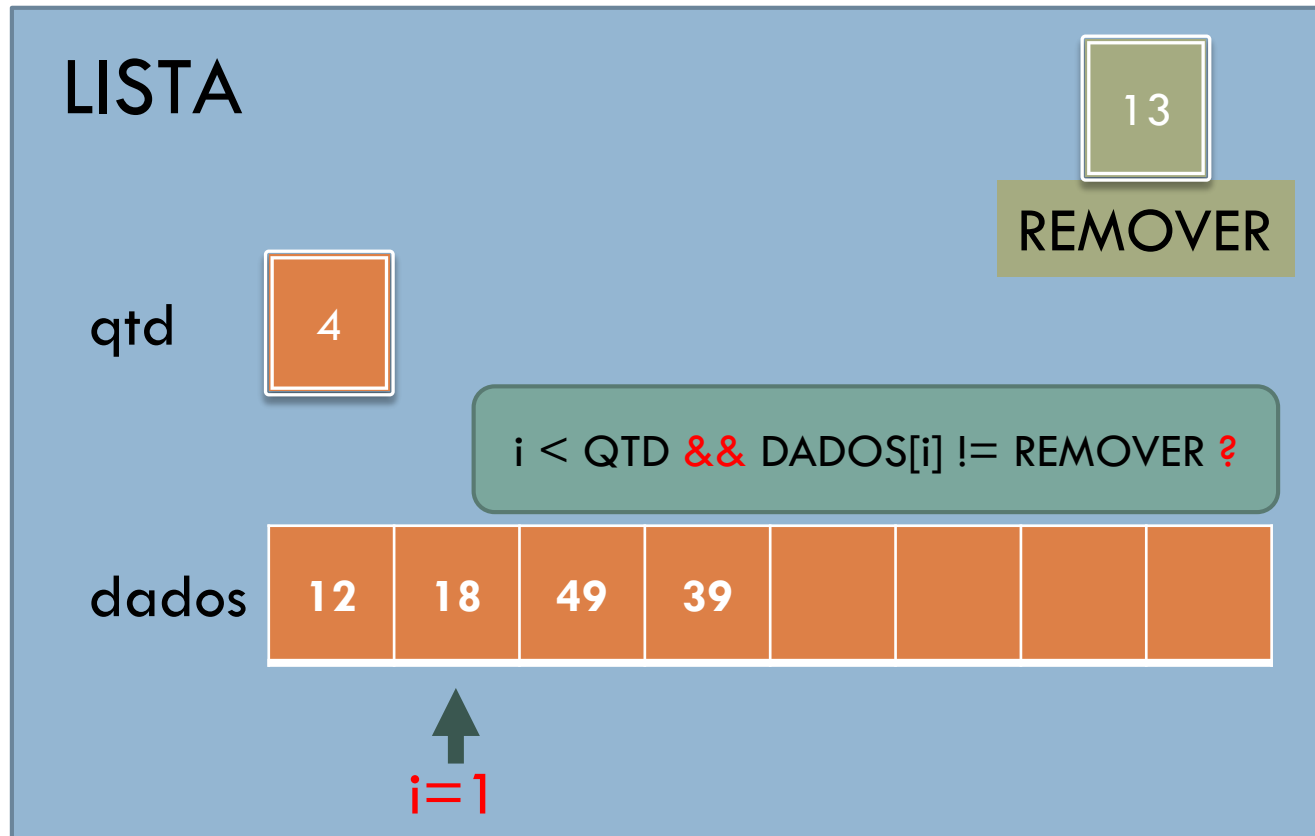 LISTA
13
REMOVER
qtd
4
i < QTD && DADOS[i] != REMOVER ?
dados 12 18 49 39
i=1